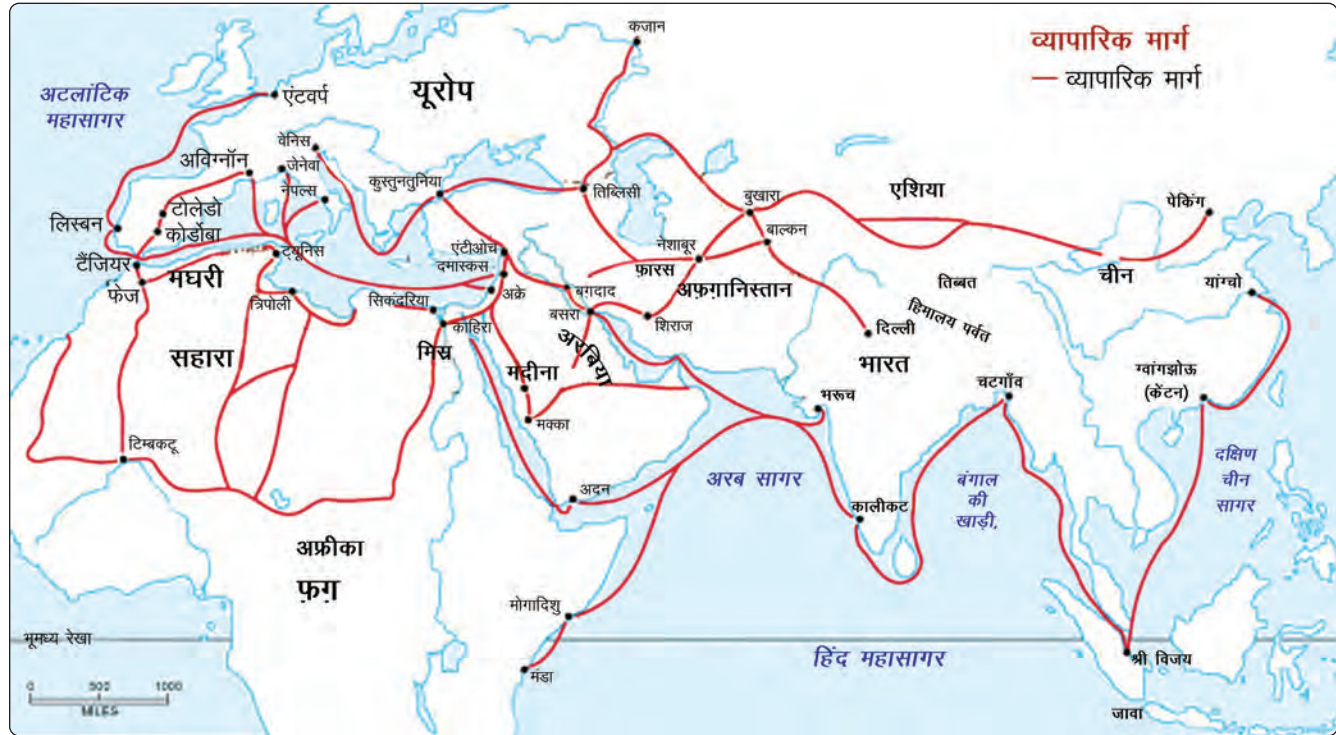 व्यापारिक मार्ग
व्यापारिक मार्ग
कजान
अटलांटिक
महासागर
एंटवर्प
यूरोप
वेनिस
अविग्नॉन
जेनेवा
नेपल्स
कुस्तुनतुनिया
तिब्लिसी
बुखारा
एशिया
पेकिंग
लिस्बन
टोलेडो
कोर्डोबा
बाल्कन
नेशाबूर
टैंजियर
ट्यूनिस
एंटीओच
दमास्कस
फ़ारस
फेज
मघरी
त्रिपोली
सिकंदरिया
अक्रे
बगदाद
अफ़ग़ानिस्तान
तिब्बत
चीन
यांग्चो
काहिरा
बसरा
शिराज
हिमालय पर्वत
दिल्ली
सहारा
मिस्र
मदीना
अरबिया
भारत
ग्वांगझोऊ
(केंटन)
भरूच
चटगाँव
मक्का
टिम्बकटू
अदन
अरब सागर
कालीकट
बंगाल
की
खाड़ी,
दक्षिण
चीन
सागर
अफ्रीका
फ़ग़
मोगादिशु
भूमध्य रेखा
मंडा
हिंद महासागर
श्री विजय
जावा
0 500 1000
MILES